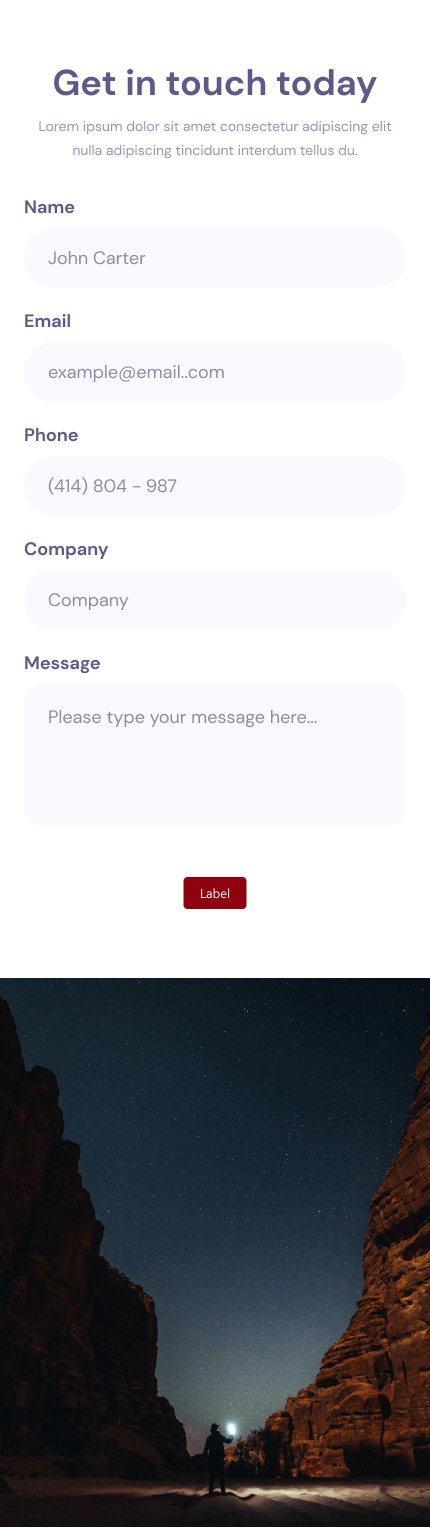 Get in touch today
Lorem ipsum dolor sit amet consectetur adipiscing elit
nulla adipiscing tincidunt interdum tellus du.
Name
John Carter
Email
example@email..com
Phone
(414) 804 - 987
Company
Company
Message
Please type your message here...
Label